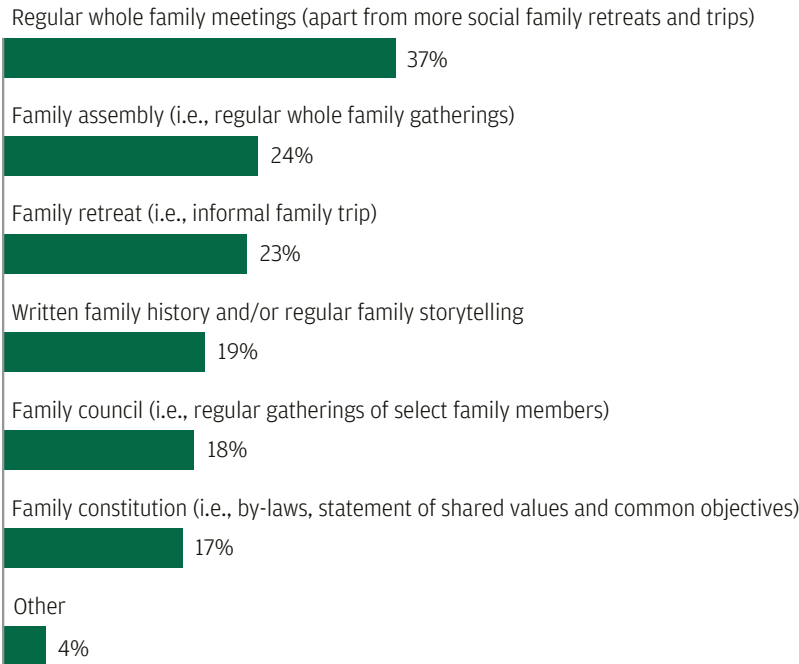 Regular whole family meetings (apart from more social family retreats and trips)
37%
Family assembly (i.e., regular whole family gatherings)
24%
Family retreat (i.e., informal family trip)
23%
Written family history and/or regular family storytelling
19%
Family council (i.e., regular gatherings of select family members)
18%
Family constitution (i.e., by-laws, statement of shared values and common objectives)
17%
Other
4%